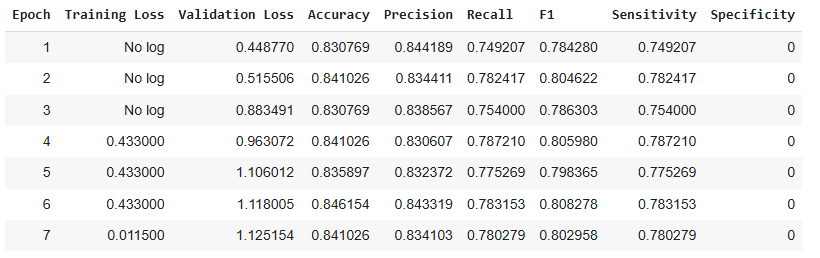 Epoch Training Loss Validation Loss Accuracy Precision Recall F1 Sensitivity Specificity
1 No log 0.448770 0.830769 0.844189 0.749207 0.784280 0.749207 0
2 No log 0.515506 0.841026 0.834411 0.782417 0.804622 0.782417 0
3 No log 0.883491 0.830769 0.838567 0.754000 0.786303 0.754000 0
4 0.433000 0.963072 0.841026 0.830607 0.787210 0.805980 0.787210 0
5 0.433000 1.106012 0.835897 0.832372 0.775269 0.798365 0.775269 0
6 0.433000 1.118005 0.846154 0.843319 0.783153 0.808278 0.783153 0
7 0.011500 1.125154 0.841026 0.834103 0.780279 0.802958 0.780279 0